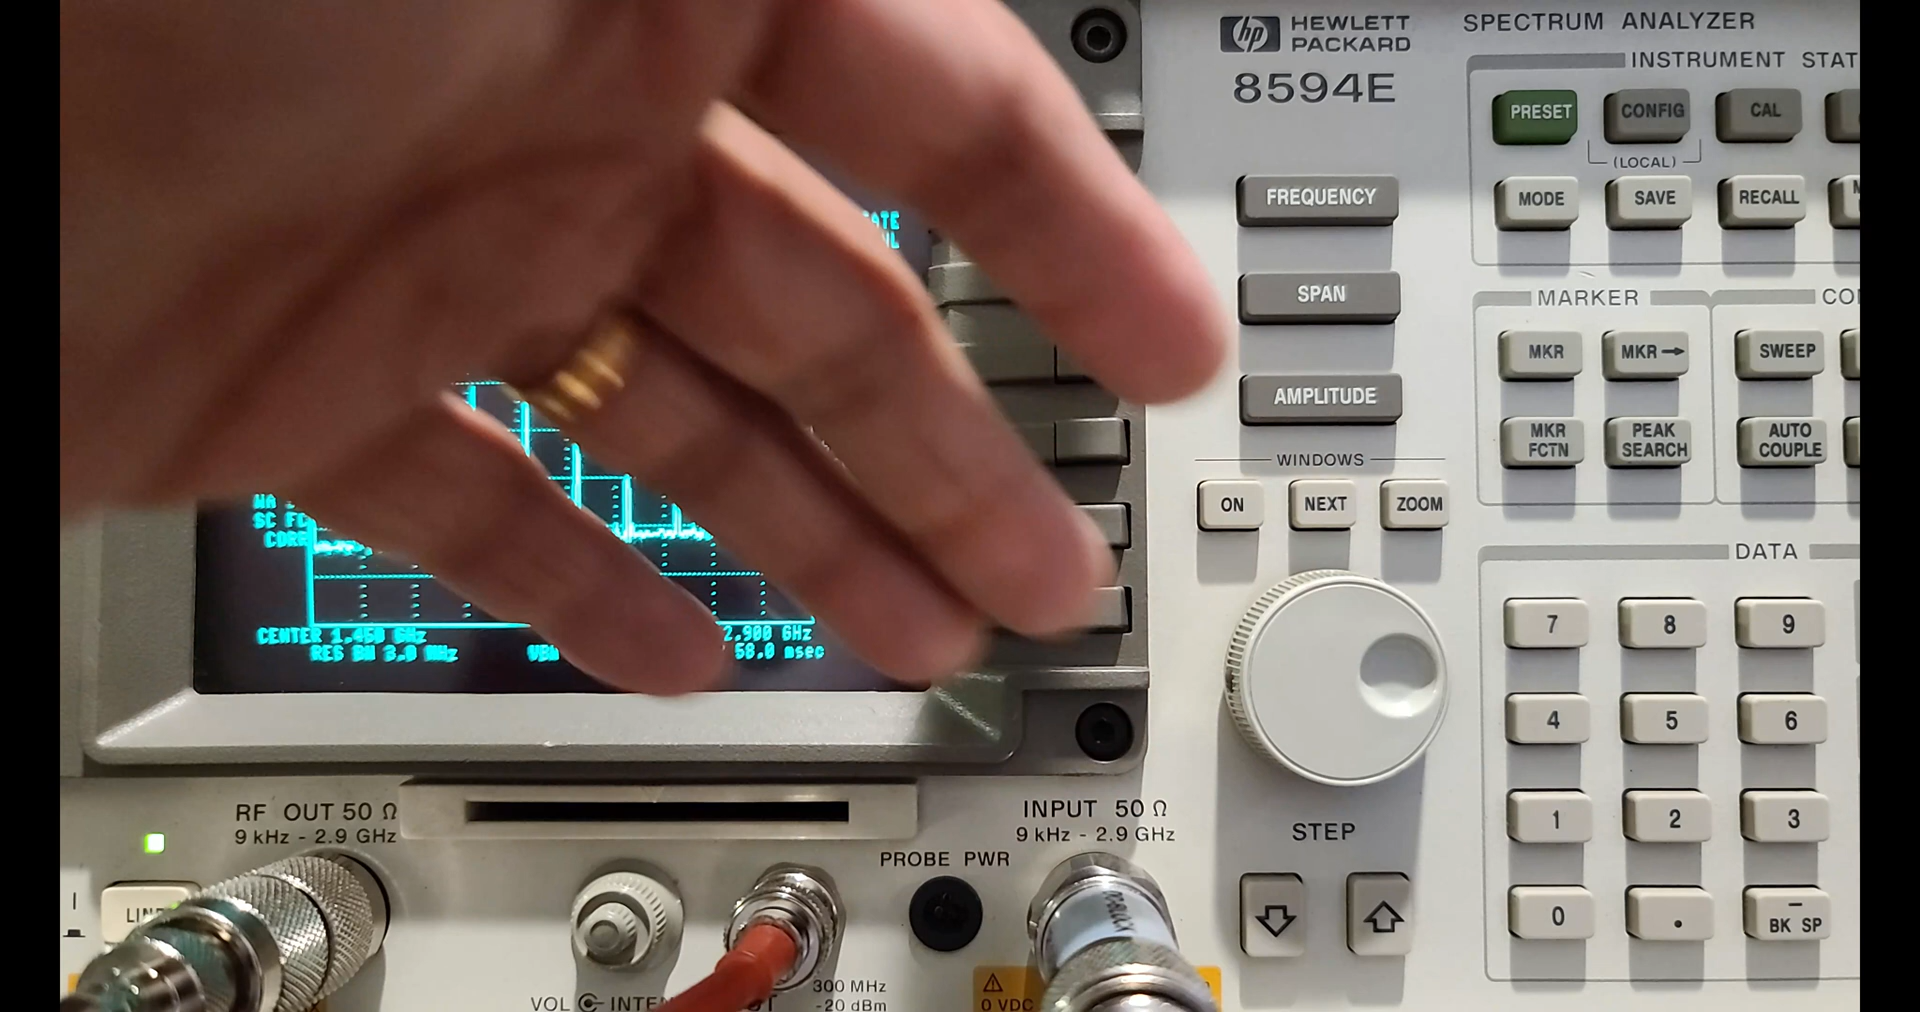 hp HEWLETT PACKARD
8594E
SPECTRUM ANALYZER
INSTRUMENT STAT
PRESET CONFIG CAL
(LOCAL)
MODE SAVE RECALL
FREQUENCY
SPAN
AMPLITUDE
MARKER
MKR MKR→ SWEEP
MKR FCTN PEAK SEARCH AUTO COUPLE
WINDOWS
ON NEXT ZOOM
DATA
7 8 9
4 5 6
1 2 3
0 . BK SP
STEP
SC FC
CORR
CENTER 1.450 GHz
2.900 GHz
RES BW 3.0 MHz
VBW
58.0 msec
RF OUT 50 Ω
9 kHz - 2.9 GHz
INPUT 50 Ω
9 kHz - 2.9 GHz
PROBE PWR
LINE
VOL INTEN
300 MHz
-20 dBm
0 VDC